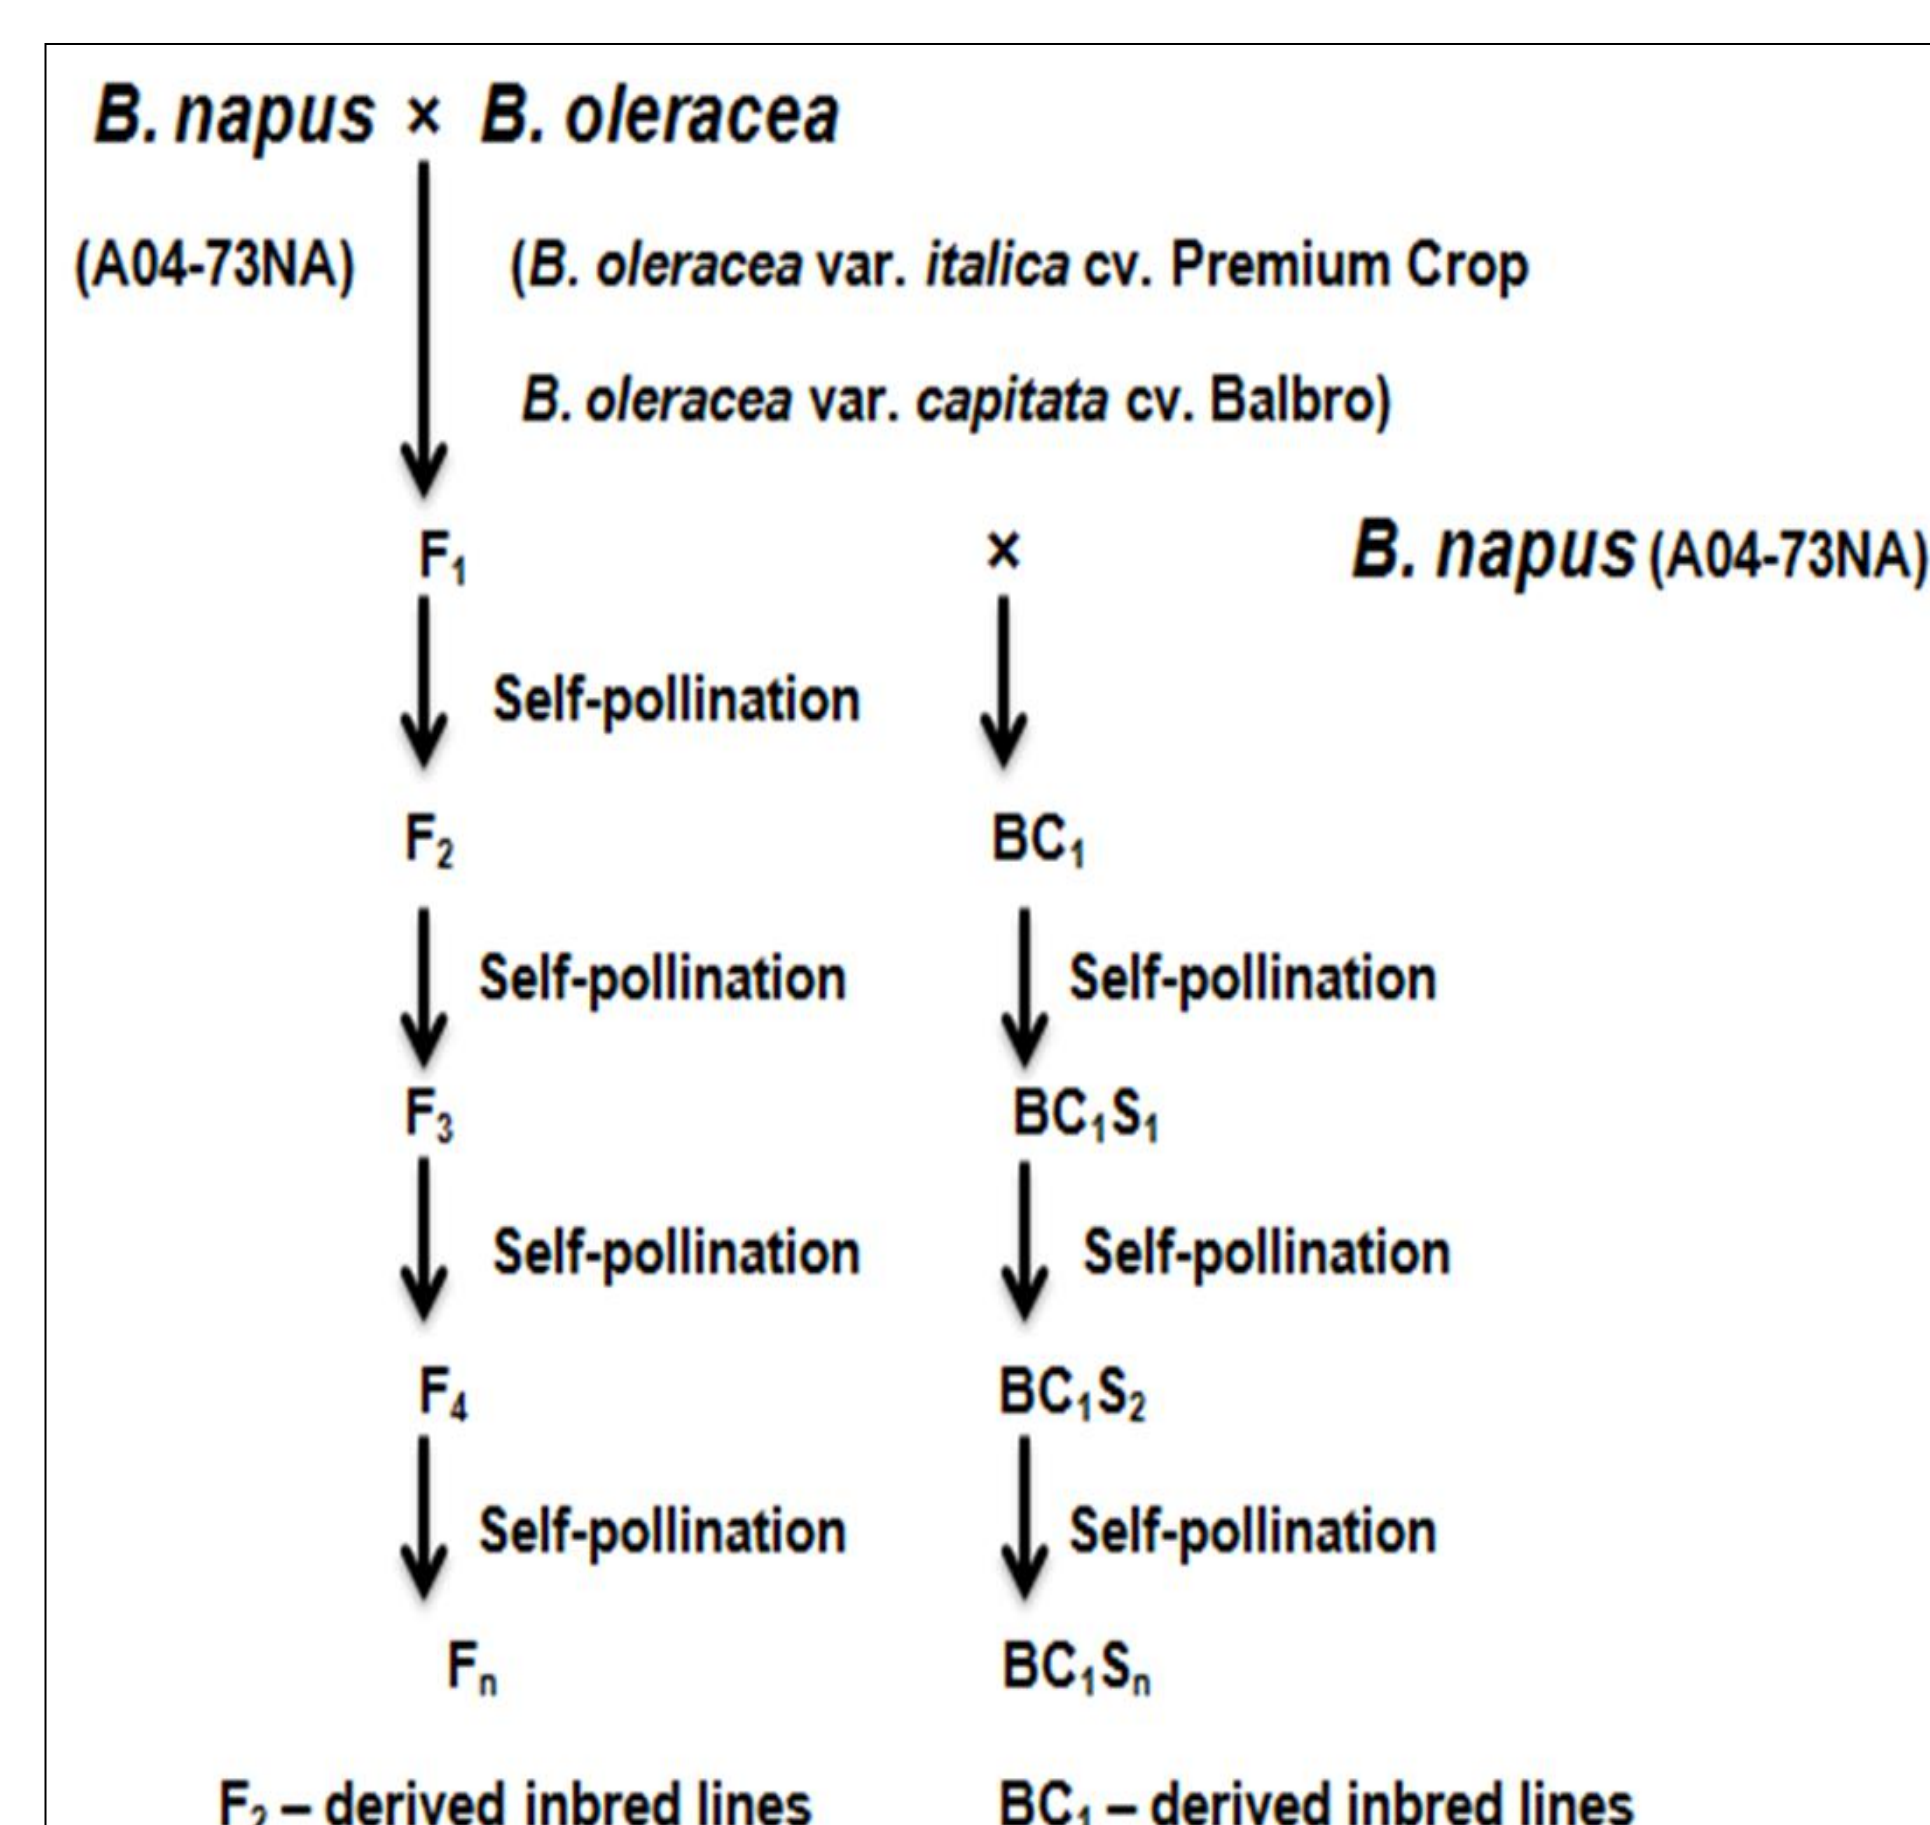 B. napus × B. oleracea
(A04-73NA) (B. oleracea var. italica cv. Premium Crop
B. oleracea var. capitata cv. Balbro)
F₁ × B. napus (A04-73NA)
Self-pollination
F₂ BC₁
Self-pollination Self-pollination
F₃ BC₁S₁
Self-pollination Self-pollination
F₄ BC₁S₂
Self-pollination Self-pollination
Fₙ BC₁Sₙ
F₂ – derived inbred lines BC₁ – derived inbred lines